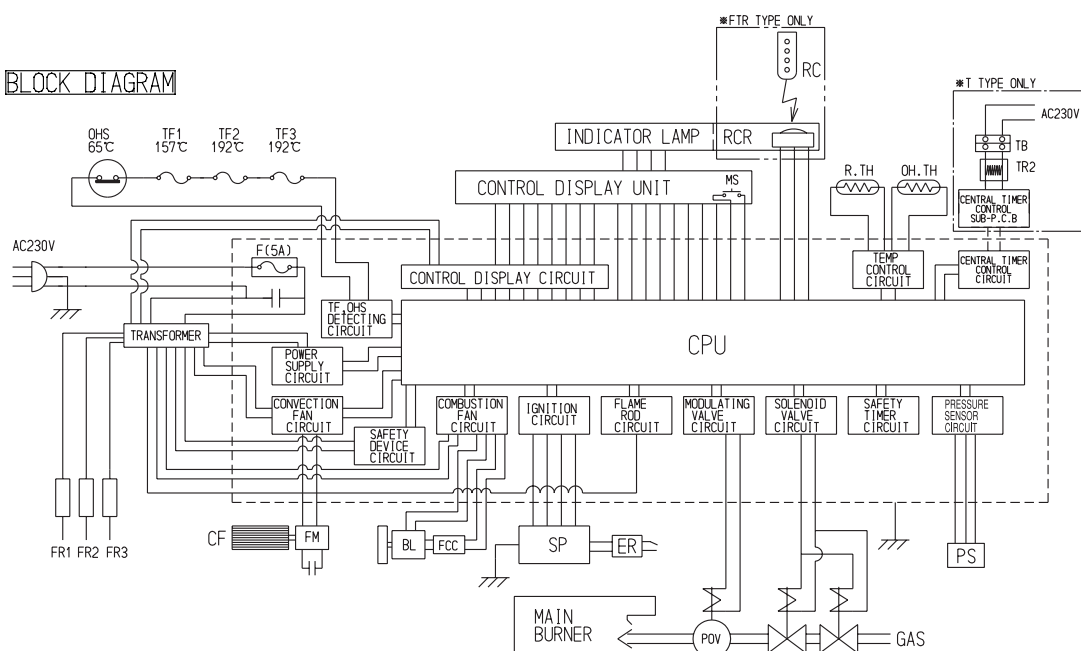 ※FTR TYPE ONLY
RC
BLOCK DIAGRAM
※T TYPE ONLY
AC230V
OHS
65℃
TF1
157℃
TF2
192℃
TF3
192℃
INDICATOR LAMP
RCR
TB
TR2
CONTROL DISPLAY UNIT
MS
R.TH
OH.TH
CENTRAL TIMER
CONTROL
SUB-P.C.B
AC230V
F(5A)
CONTROL DISPLAY CIRCUIT
TEMP
CONTROL
CIRCUIT
CENTRAL TIMER
CONTROL
CIRCUIT
TF,OHS
DETECTING
CIRCUIT
TRANSFORMER
CPU
POWER
SUPPLY
CIRCUIT
CONVECTION
FAN
CIRCUIT
COMBUSTION
FAN
CIRCUIT
IGNITION
CIRCUIT
FLAME
ROD
CIRCUIT
MODULATING
VALVE
CIRCUIT
SOLENOID
VALVE
CIRCUIT
SAFETY
TIMER
CIRCUIT
PRESSURE
SENSOR
CIRCUIT
SAFETY
DEVICE
CIRCUIT
FR1
FR2
FR3
CF
FM
BL
FCC
SP
ER
PS
MAIN
BURNER
POV
GAS